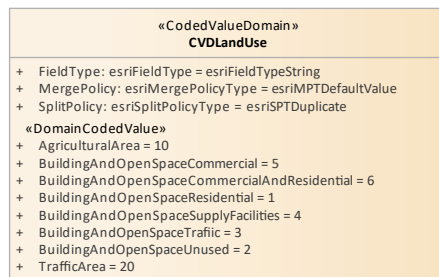 «CodedValueDomain»
CVDLandUse
+ FieldType: esriFieldType = esriFieldTypeString
+ MergePolicy: esriMergePolicyType = esriMPTDefaultValue
+ SplitPolicy: esriSplitPolicyType = esriSPTDuplicate
«DomainCodedValue»
+ AgriculturalArea = 10
+ BuildingAndOpenSpaceCommercial = 5
+ BuildingAndOpenSpaceCommercialAndResidential = 6
+ BuildingAndOpenSpaceResidential = 1
+ BuildingAndOpenSpaceSupplyFacilities = 4
+ BuildingAndOpenSpaceTrafiic = 3
+ BuildingAndOpenSpaceUnused = 2
+ TrafficArea = 20